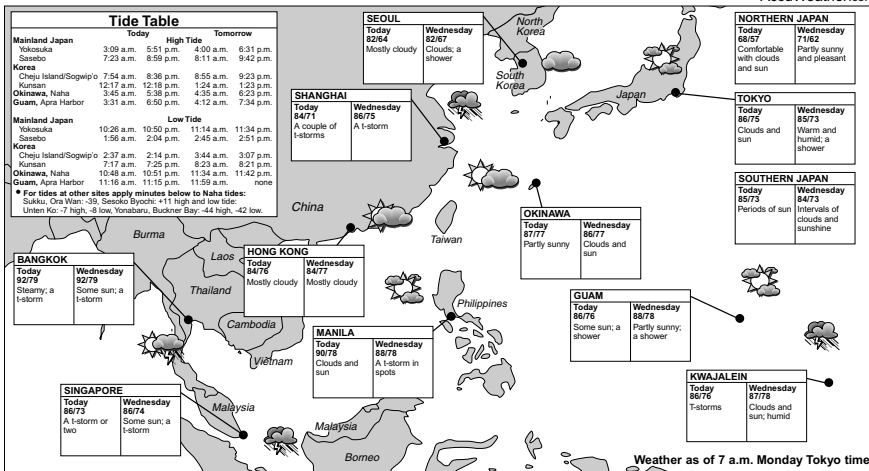 Tide Table
Today Tomorrow
Mainland Japan High Tide
Yokosuka 3:09 a.m. 5:51 p.m. 4:00 a.m. 6:31 p.m.
Sasebo 7:23 a.m. 8:59 p.m. 8:11 a.m. 9:42 p.m.
Korea
Cheju Island/Sogwip'o 7:54 a.m. 8:36 p.m. 8:55 a.m. 9:23 p.m.
Kunsan 12:17 a.m. 12:18 p.m. 1:24 a.m. 1:23 p.m.
Okinawa, Naha 3:45 a.m. 5:38 p.m. 4:35 a.m. 6:23 p.m.
Guam, Apra Harbor 3:31 a.m. 6:50 p.m. 4:12 a.m. 7:34 p.m.
Mainland Japan Low Tide
Yokosuka 10:26 a.m. 10:50 p.m. 11:14 a.m. 11:34 p.m.
Sasebo 1:56 a.m. 2:04 p.m. 2:45 a.m. 2:51 p.m.
Korea
Cheju Island/Sogwip'o 2:37 a.m. 2:14 p.m. 3:44 a.m. 3:07 p.m.
Kunsan 7:17 a.m. 7:25 p.m. 8:23 a.m. 8:21 p.m.
Okinawa, Naha 10:48 a.m. 10:51 p.m. 11:34 a.m. 11:42 p.m.
Guam, Apra Harbor 11:16 a.m. 11:15 p.m. 11:59 a.m. none
• For tides at other sites apply minutes below to Naha tides:
Sukku, Ora Wan: -39, Sesoko Byochi: +11 high and low tide:
Unten Ko: -7 high, -8 low, Yonabaru, Buckner Bay: -44 high, -42 low.
SEOUL
Today Wednesday
82/64 82/67
Mostly cloudy Clouds; a
shower
North
Korea
South
Korea
Japan
NORTHERN JAPAN
Today Wednesday
68/57 71/62
Comfortable Partly sunny
with clouds and pleasant
and sun
SHANGHAI
Today Wednesday
84/71 86/75
A couple of A t-storm
t-storms
TOKYO
Today Wednesday
86/75 85/73
Clouds and Warm and
sun humid; a
shower
SOUTHERN JAPAN
Today Wednesday
85/73 84/73
Periods of sun Intervals of
clouds and
sunshine
China
Taiwan
OKINAWA
Today Wednesday
87/77 86/77
Partly sunny Clouds and
sun
Burma
Laos
Thailand
Cambodia
Vietnam
BANGKOK
Today Wednesday
92/79 92/79
Steamy; a Some sun; a
t-storm t-storm
HONG KONG
Today Wednesday
84/76 84/77
Mostly cloudy Mostly cloudy
Philippines
GUAM
Today Wednesday
86/76 88/78
Some sun; a Partly sunny;
shower a shower
MANILA
Today Wednesday
90/78 88/78
Clouds and A t-storm in
sun spots
KWAJALEIN
Today Wednesday
86/76 87/78
T-storms Clouds and
sun; humid
SINGAPORE
Today Wednesday
86/73 86/74
A t-storm or Some sun; a
two t-storm
Malaysia
Malaysia
Borneo
Weather as of 7 a.m. Monday Tokyo time